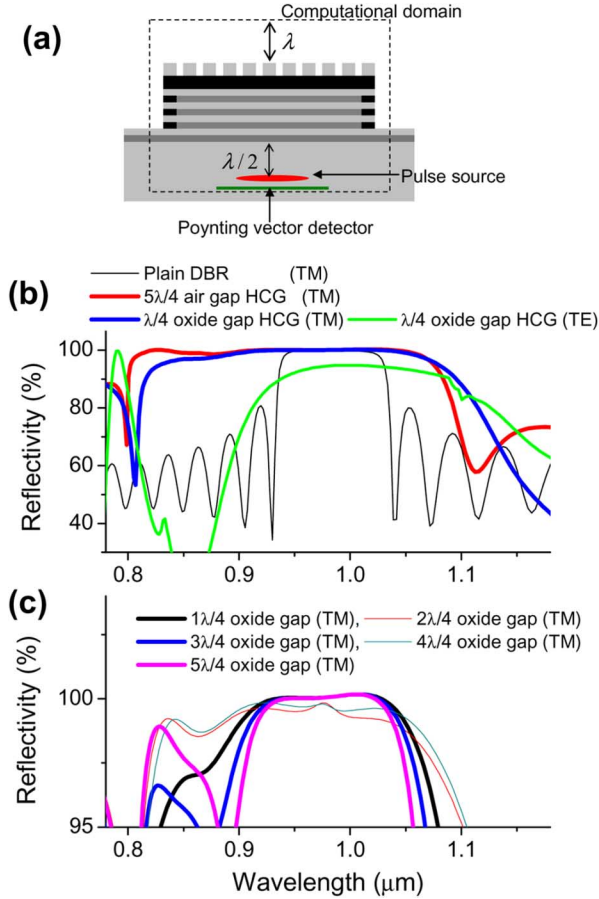 (a)
Computational domain
λ
λ/2
Pulse source
Poynting vector detector
(b)
Plain DBR (TM)
5λ/4 air gap HCG (TM)
λ/4 oxide gap HCG (TM) λ/4 oxide gap HCG (TE)
Reflectivity (%)
100
80
60
40
0.8 0.9 1.0 1.1
(c)
1λ/4 oxide gap (TM), 2λ/4 oxide gap (TM)
3λ/4 oxide gap (TM), 4λ/4 oxide gap (TM)
5λ/4 oxide gap (TM)
Reflectivity (%)
100
95
0.8 0.9 1.0 1.1
Wavelength (μm)